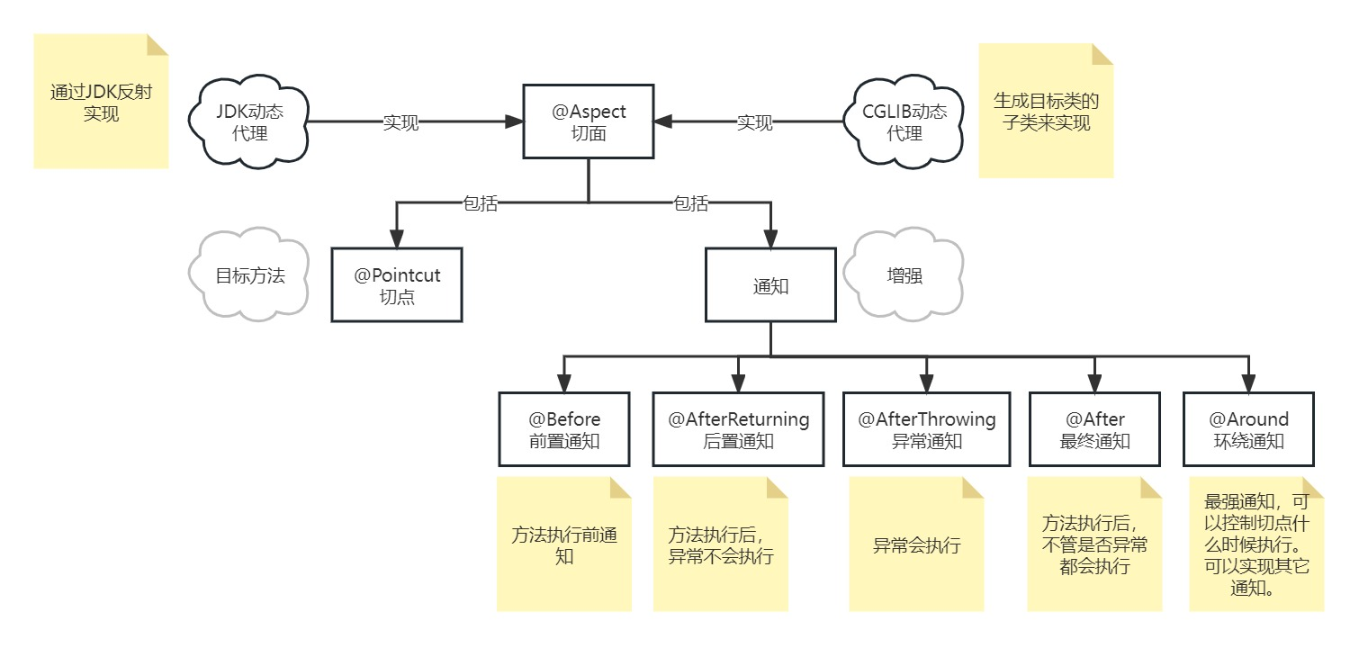 通过JDK反射
实现
JDK动态
代理
实现
@Aspect
切面
实现
CGLIB动态
代理
生成目标类的
子类来实现
包括
包括
目标方法
@Pointcut
切点
通知
增强
@Before
前置通知
@AfterReturning
后置通知
@AfterThrowing
异常通知
@After
最终通知
@Around
环绕通知
方法执行前通
知
方法执行后，
异常不会执行
异常会执行
方法执行后，
不管是否异常
都会执行
最强通知，可
以控制切点什
么时候执行。
可以实现其它
通知。